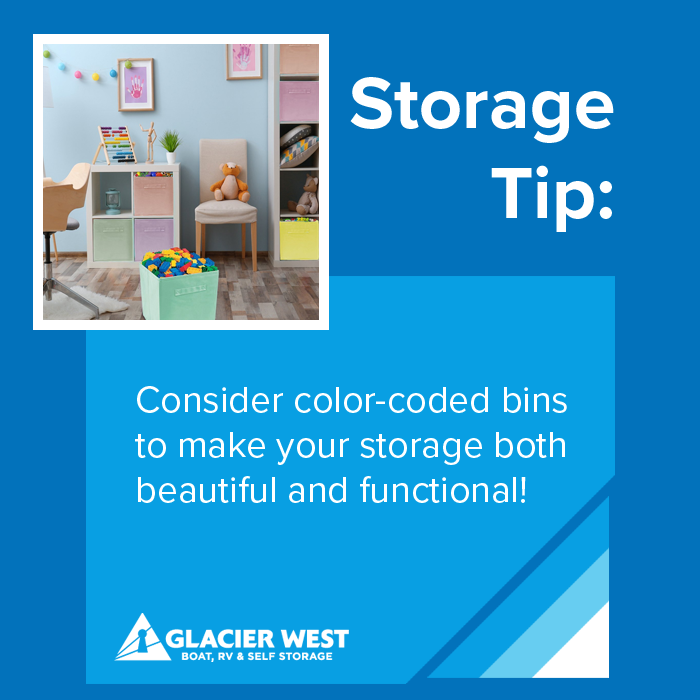 Storage
Tip:
Consider color-coded bins
to make your storage both
beautiful and functional!
GLACIER WEST
BOAT, RV & SELF STORAGE